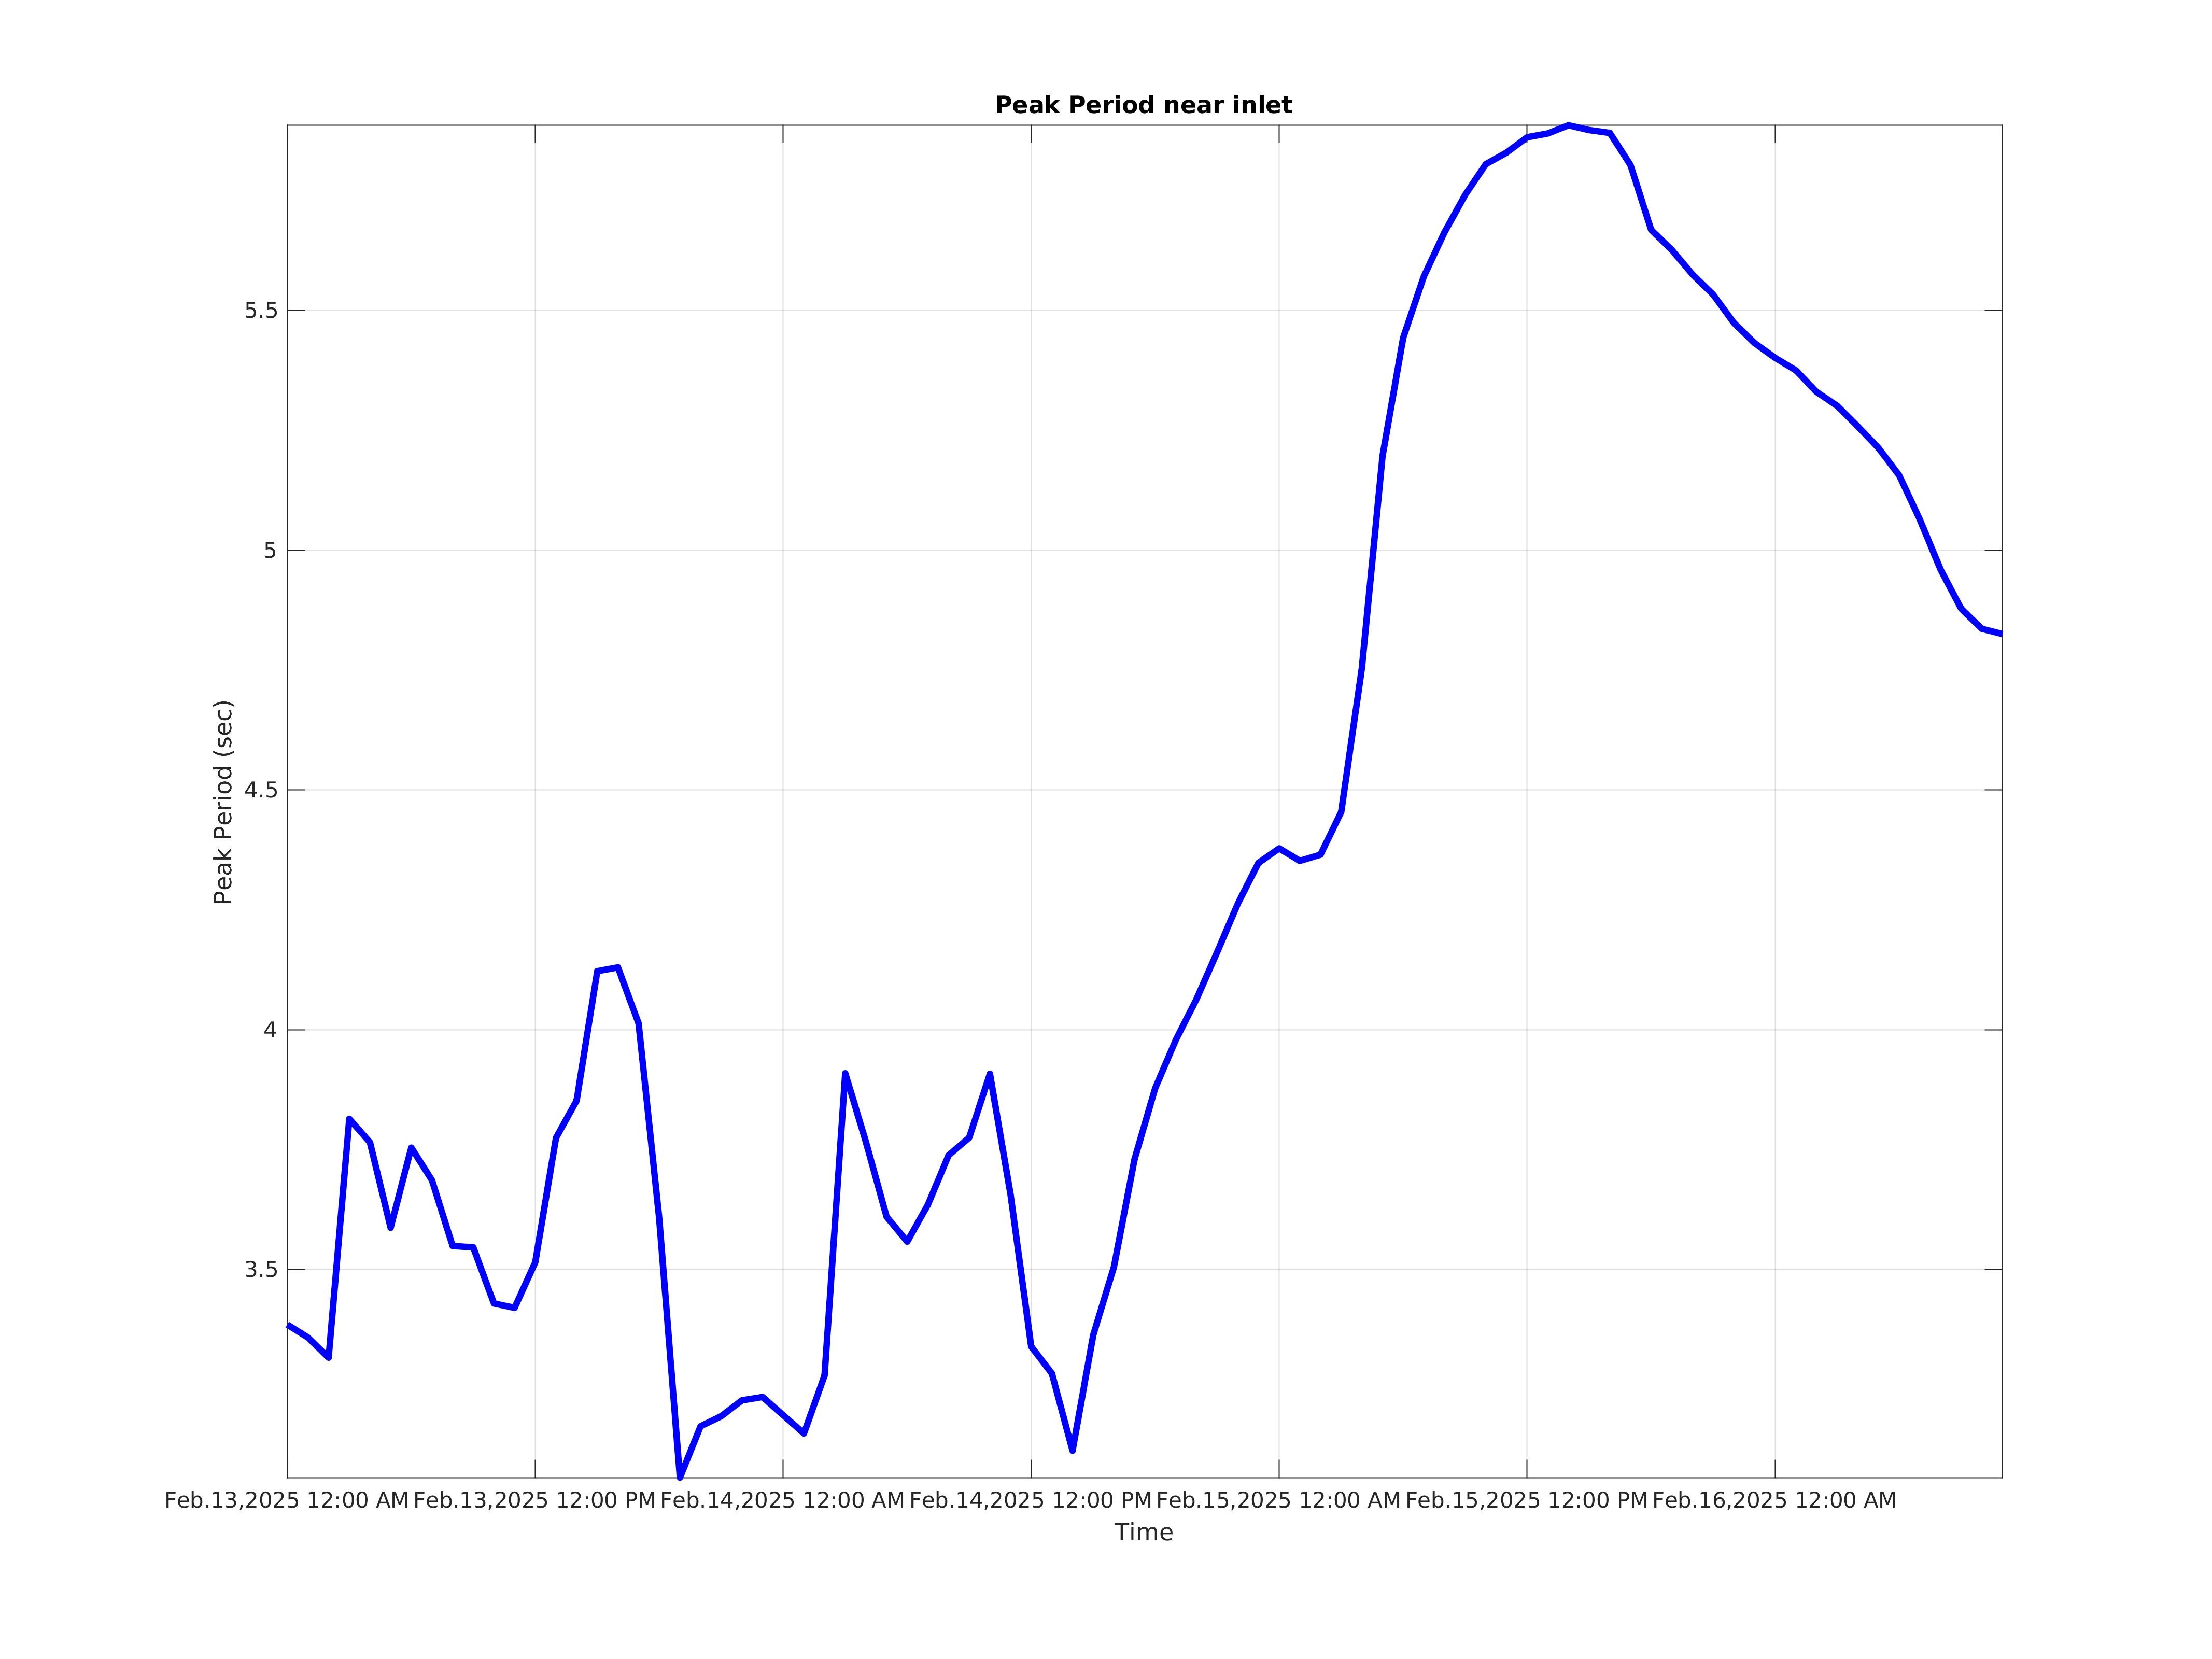 Peak Period near inlet
5.5
5
4.5
4
3.5
Peak Period (sec)
Feb.13,2025 12:00 AM Feb.13,2025 12:00 PM Feb.14,2025 12:00 AM Feb.14,2025 12:00 PM Feb.15,2025 12:00 AM Feb.15,2025 12:00 PM Feb.16,2025 12:00 AM
Time